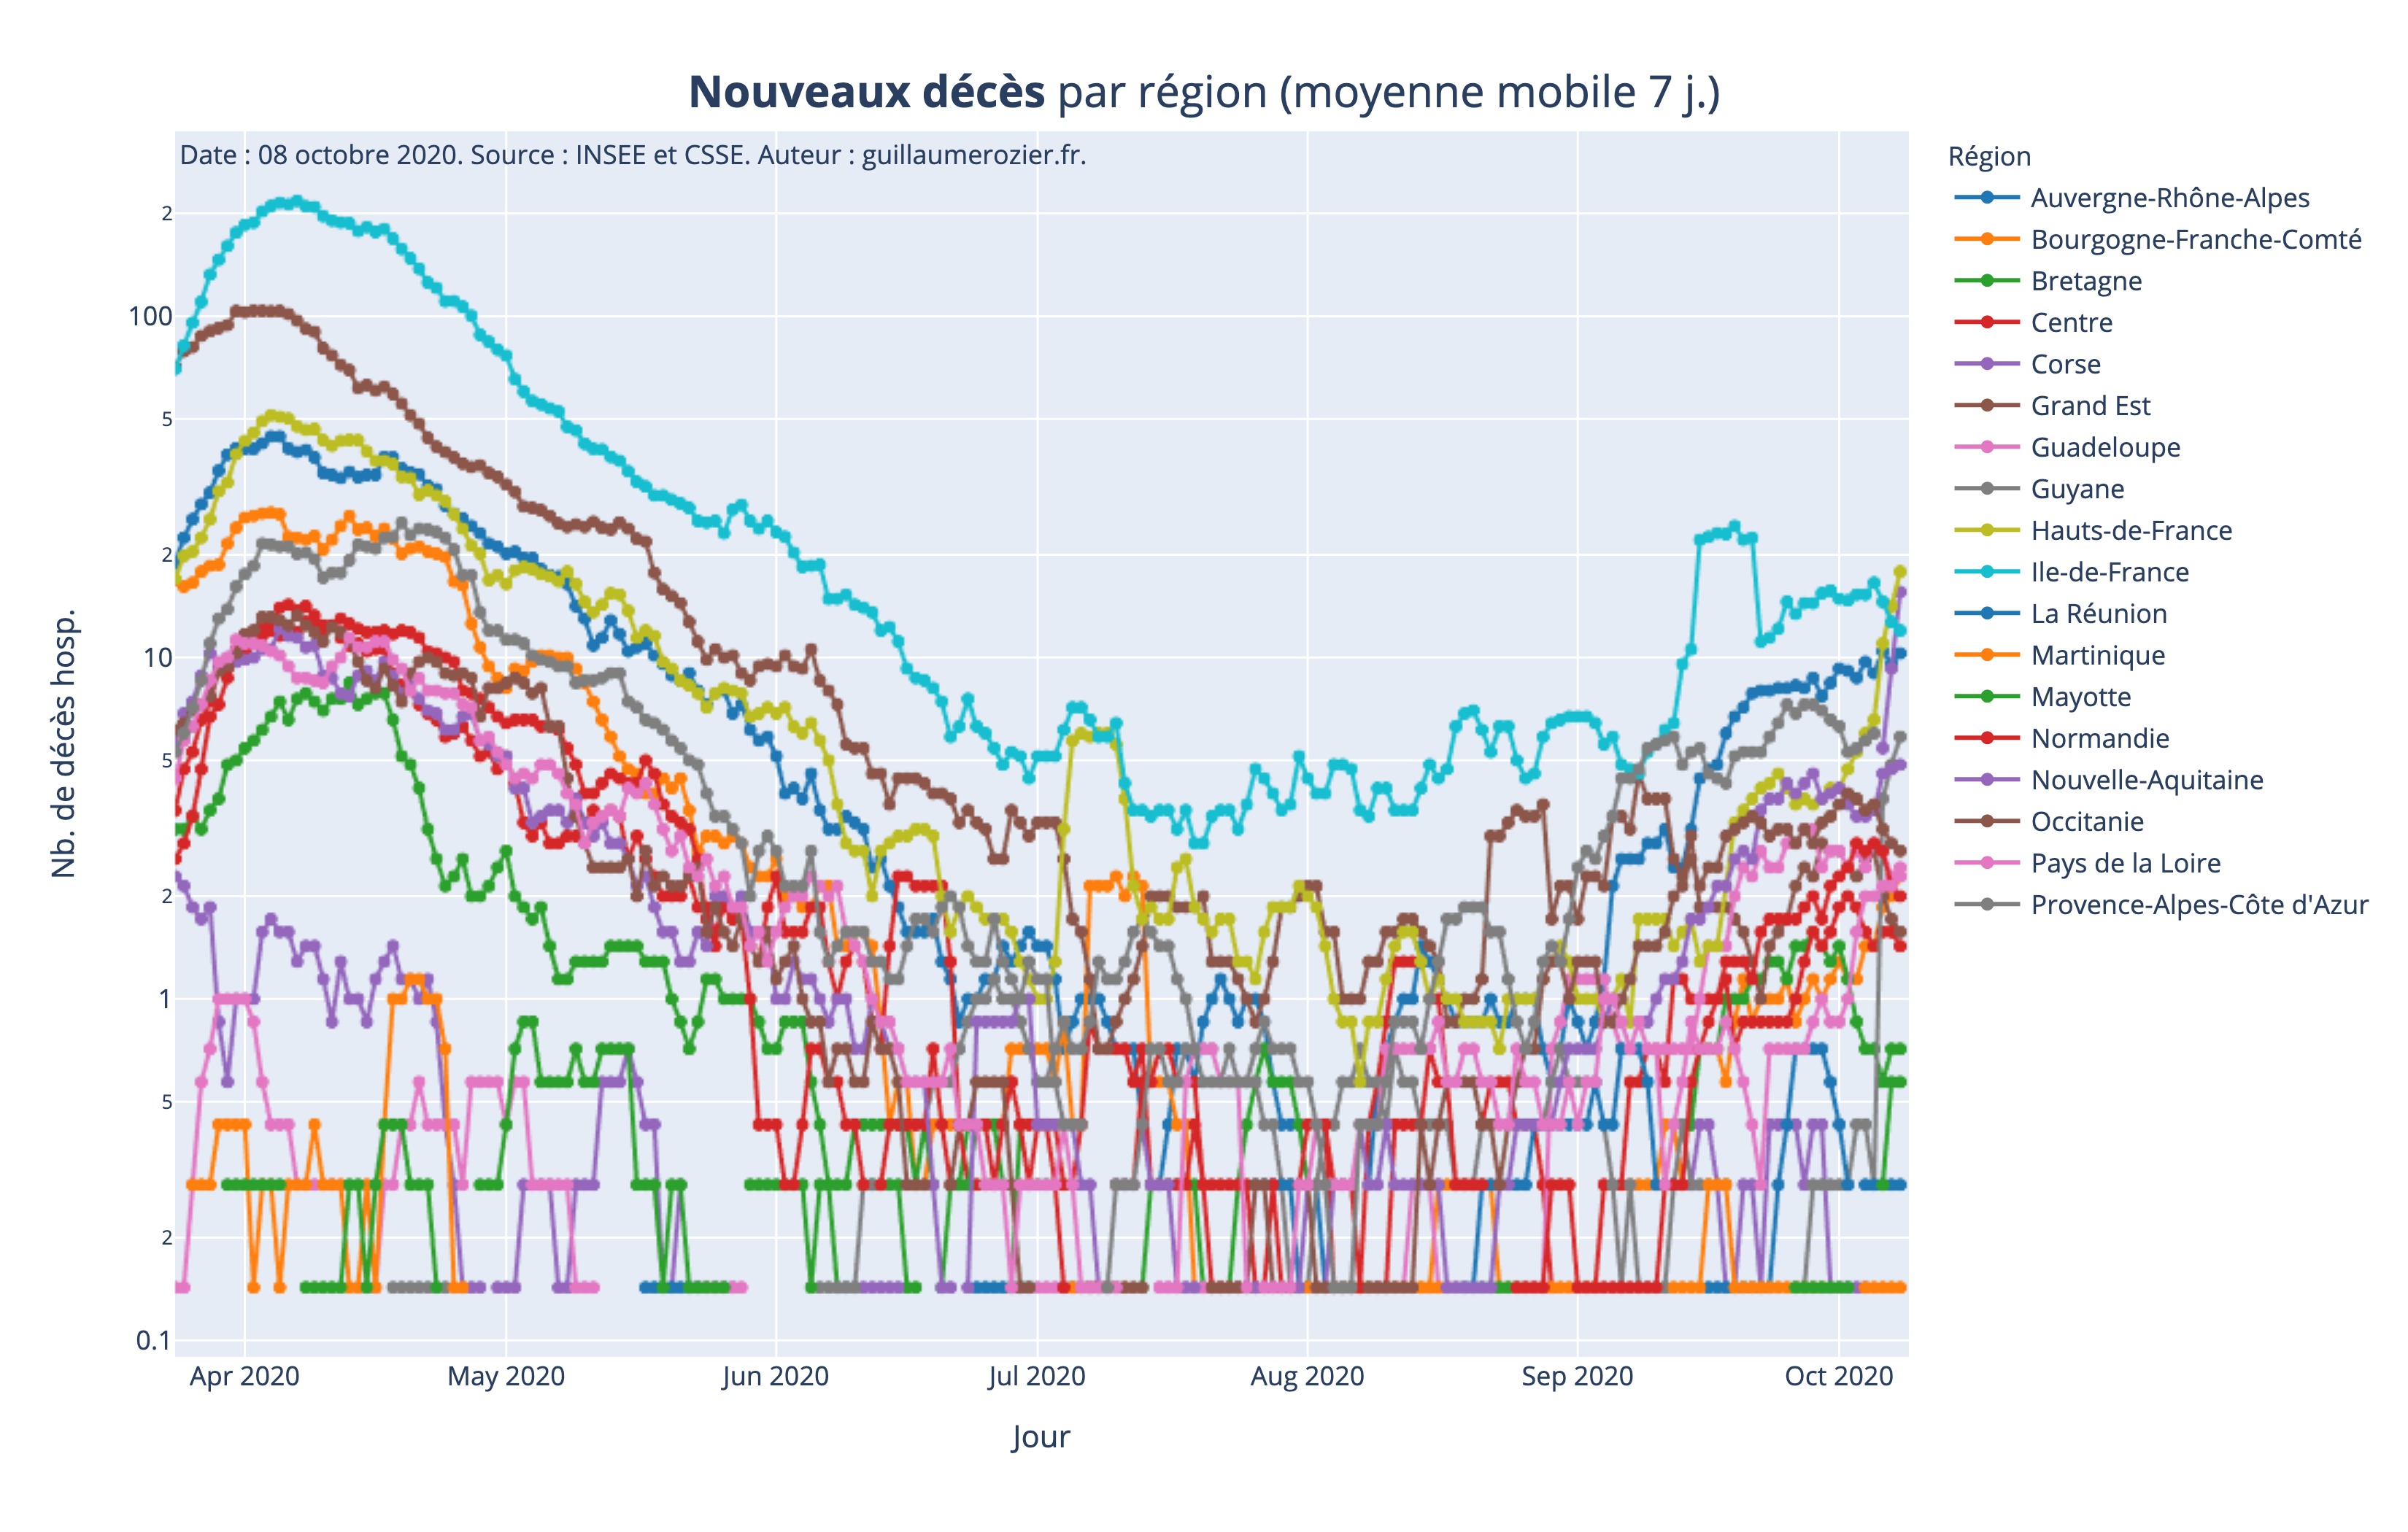 Nouveaux décès par région (moyenne mobile 7 j.)
Date : 08 octobre 2020. Source : INSEE et CSSE. Auteur : guillaumerozier.fr.
Nb. de décès hosp.
2
100
5
2
10
5
2
1
5
2
0.1
Apr 2020
May 2020
Jun 2020
Jul 2020
Aug 2020
Sep 2020
Oct 2020
Jour
Région
Auvergne-Rhône-Alpes
Bourgogne-Franche-Comté
Bretagne
Centre
Corse
Grand Est
Guadeloupe
Guyane
Hauts-de-France
Ile-de-France
La Réunion
Martinique
Mayotte
Normandie
Nouvelle-Aquitaine
Occitanie
Pays de la Loire
Provence-Alpes-Côte d'Azur